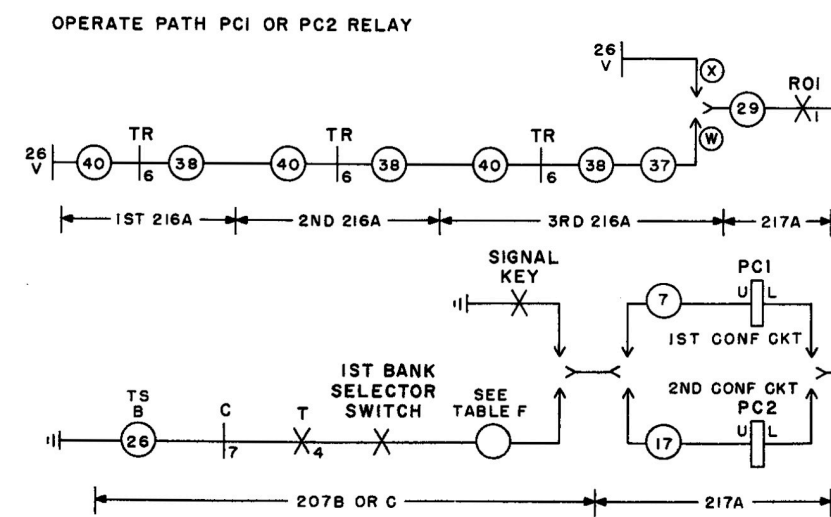 OPERATE PATH PC1 OR PC2 RELAY
26
V
X
RO1
29
1
W
26
V
40
TR
6
38
40
TR
6
38
40
TR
6
38
37
1ST 216A
2ND 216A
3RD 216A
217A
SIGNAL
KEY
PC1
7
U
L
1ST CONF CKT
1ST BANK
SELECTOR
SWITCH
SEE
TABLE F
2ND CONF CKT
PC2
TS
B
26
C
7
T
4
17
U
L
207B OR C
217A